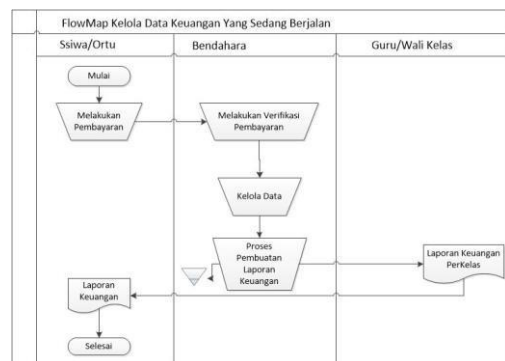 FlowMap Kelola Data Keuangan Yang Sedang Berjalan
Ssiwa/Ortu
Bendahara
Guru/Wali Kelas
Mulai
Melakukan
Pembayaran
Melakukan Verifikasi
Pembayaran
Kelola Data
Proses
Pembuatan
Laporan
Keuangan
Laporan Keuangan
PerKelas
Laporan
Keuangan
Selesai